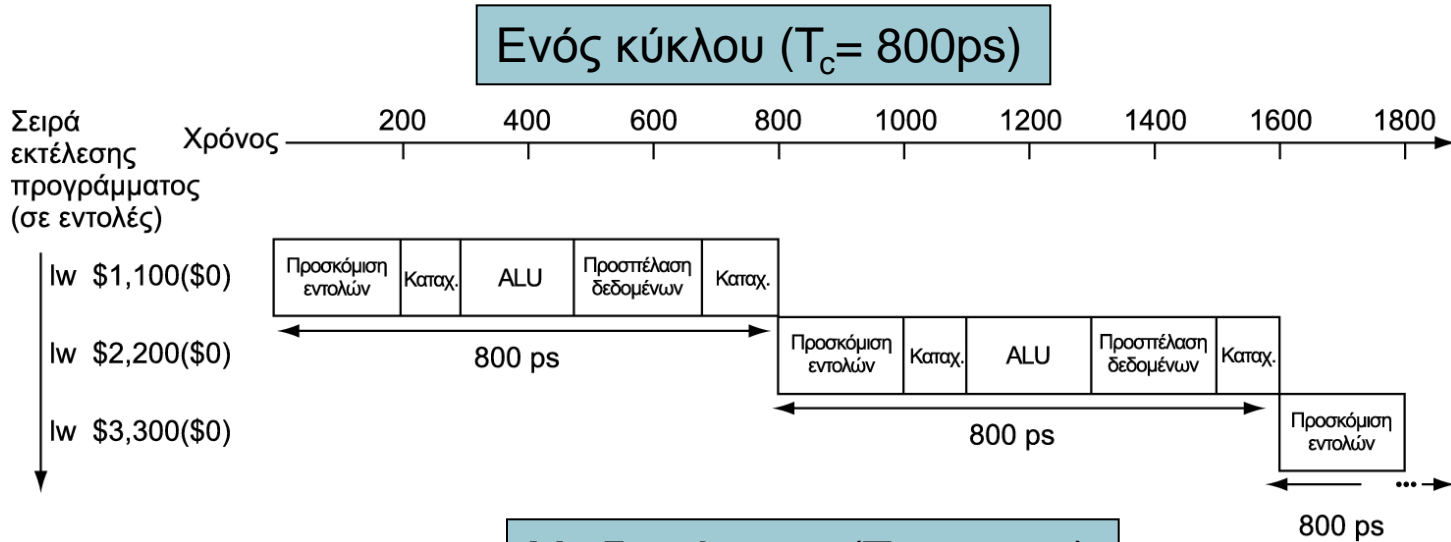 Ενός κύκλου (Tc= 800ps)
Σειρά
εκτέλεσης
προγράμματος
(σε εντολές)
Χρόνος
200 400 600 800 1000 1200 1400 1600 1800
lw $1,100($0)
Προσκόμιση
εντολών
Καταχ.
ALU
Προσπέλαση
δεδομένων
Καταχ.
800 ps
lw $2,200($0)
Προσκόμιση
εντολών
Καταχ.
ALU
Προσπέλαση
δεδομένων
Καταχ.
800 ps
lw $3,300($0)
Προσκόμιση
εντολών
...
800 ps